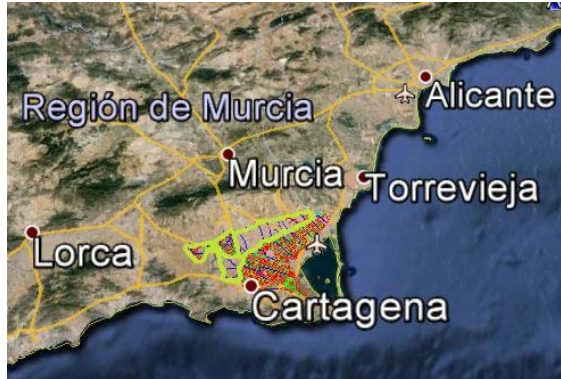 Alicante
Región de Murcia
Murcia
Torrevieja
Lorca
Cartagena